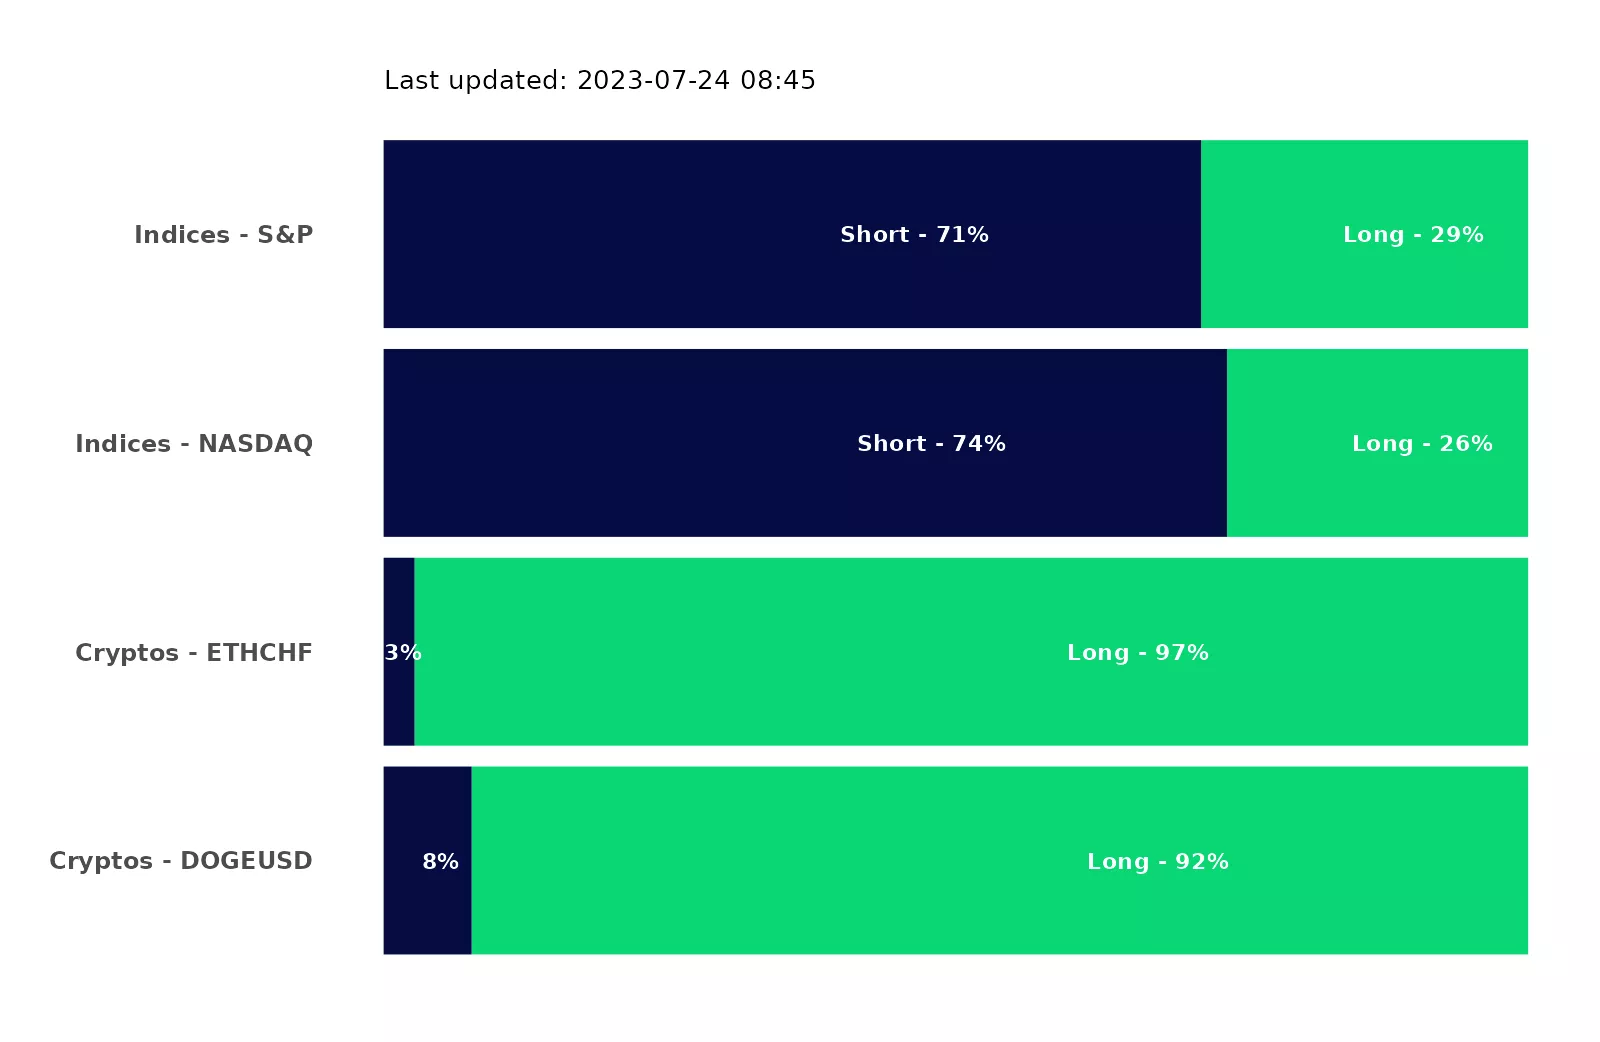 Last updated: 2023-07-24 08:45
Indices - S&P
Short - 71%
Long - 29%
Indices - NASDAQ
Short - 74%
Long - 26%
Cryptos - ETHCHF
3%
Long - 97%
Cryptos - DOGEUSD
8%
Long - 92%